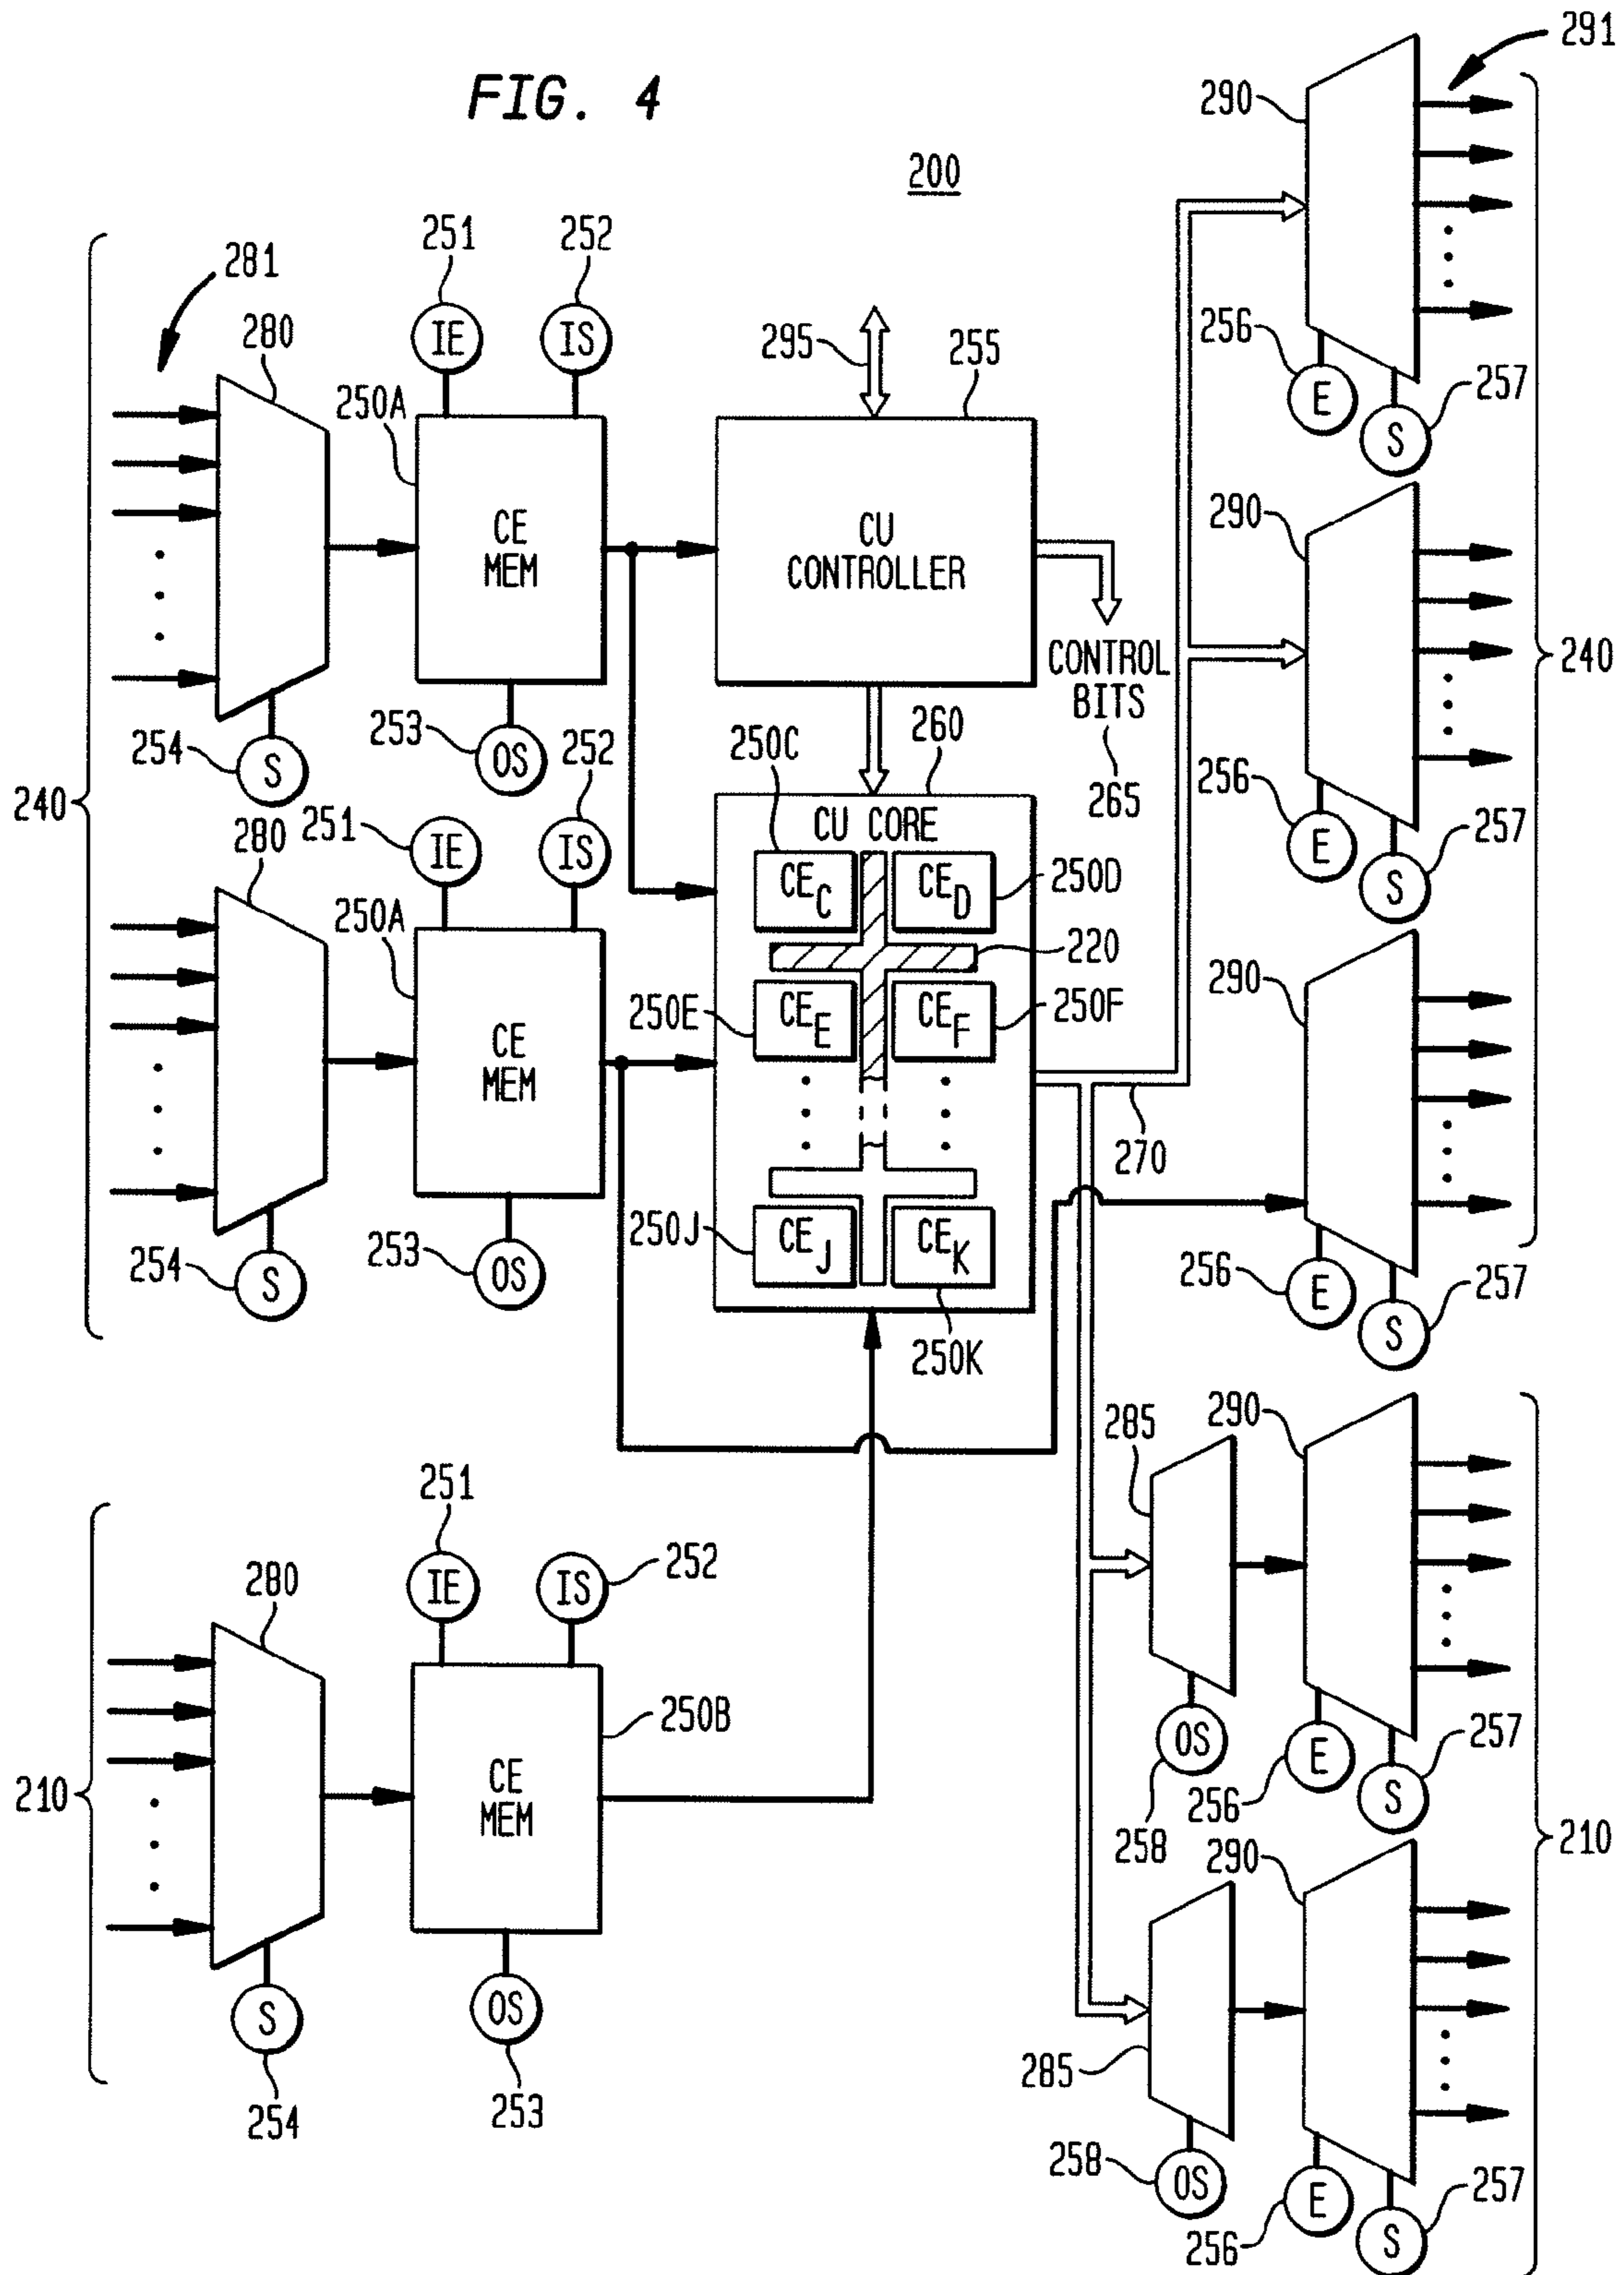 FIG. 4
291
290
200
251
252
281
IE
IS
280
295
255
256
257
250A
E
S
CE
MEM
CU
CONTROLLER
290
CONTROL
BITS
240
265
253
OS
252
254
S
240
250C
260
256
E
257
S
280
251
IE
IS
CU CORE
CE C
CE D
250D
250A
220
290
250E
CE E
CE F
250F
CE
MEM
270
250J
CE J
CE K
254
S
253
OS
256
E
257
S
250K
285
290
251
252
IE
IS
280
250B
OS
258
256
E
257
S
210
CE
MEM
290
210
S
254
OS
253
285
258
OS
256
E
257
S